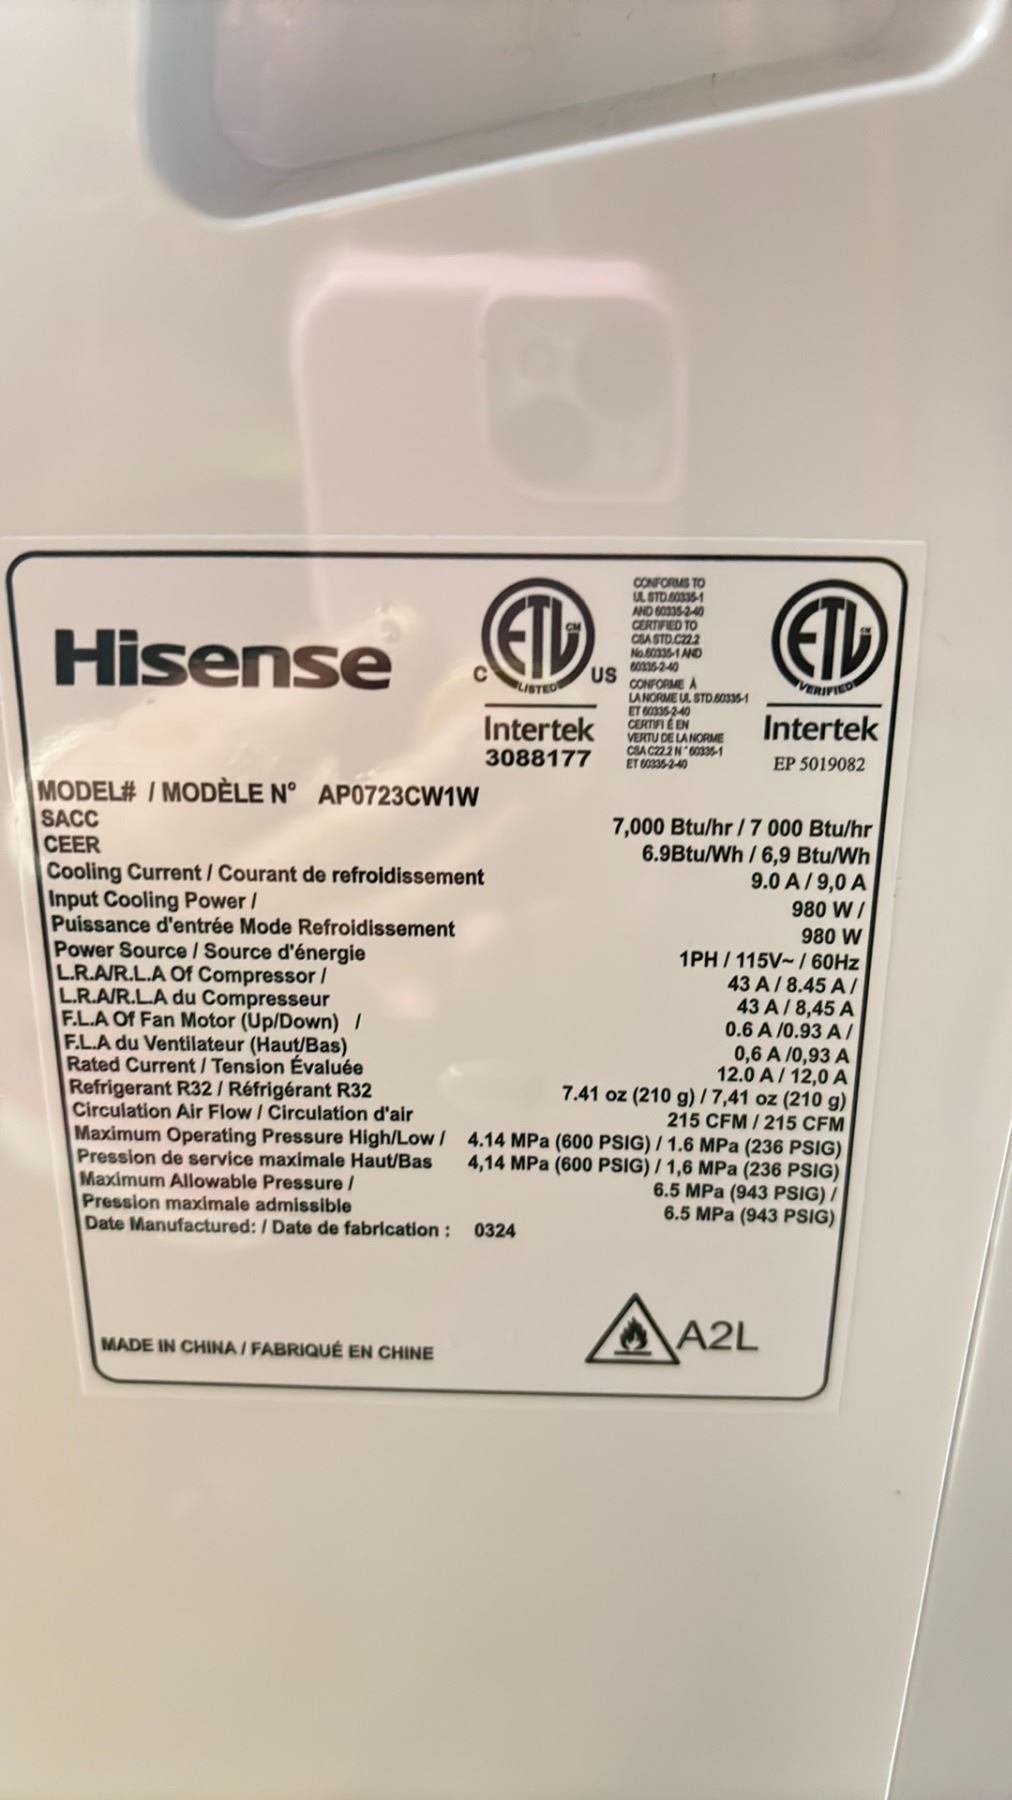 Hisense
C ETL CM LISTED US
Intertek
3088177
CONFORMS TO
UL STD.60335-1
AND 60335-2-40
CERTIFIED TO
CSA STD.C22.2
No.60335-1 AND
60335-2-40
CONFORME À
LA NORME UL STD.60335-1
ET 60335-2-40
CERTIFI É EN
VERTU DE LA NORME
CSA C22.2 N° 60335-1
ET 60335-2-40
ETL CM VERIFIED
Intertek
EP 5019082
MODEL# / MODÈLE N° AP0723CW1W
SACC 7,000 Btu/hr / 7 000 Btu/hr
CEER 6.9Btu/Wh / 6,9 Btu/Wh
Cooling Current / Courant de refroidissement 9.0 A / 9,0 A
Input Cooling Power / 980 W /
Puissance d'entrée Mode Refroidissement 980 W
Power Source / Source d'énergie 1PH / 115V~ / 60Hz
L.R.A/R.L.A Of Compressor / 43 A / 8.45 A /
L.R.A/R.L.A du Compresseur 43 A / 8,45 A
F.L.A Of Fan Motor (Up/Down) / 0.6 A /0.93 A /
F.L.A du Ventilateur (Haut/Bas) 0,6 A /0,93 A
Rated Current / Tension Évaluée 12.0 A / 12,0 A
Refrigerant R32 / Réfrigérant R32 7.41 oz (210 g) / 7,41 oz (210 g)
Circulation Air Flow / Circulation d'air 215 CFM / 215 CFM
Maximum Operating Pressure High/Low / 4.14 MPa (600 PSIG) / 1.6 MPa (236 PSIG)
Pression de service maximale Haut/Bas 4,14 MPa (600 PSIG) / 1,6 MPa (236 PSIG)
Maximum Allowable Pressure / 6.5 MPa (943 PSIG) /
Pression maximale admissible 6.5 MPa (943 PSIG)
Date Manufactured: / Date de fabrication : 0324
A2L
MADE IN CHINA / FABRIQUÉ EN CHINE